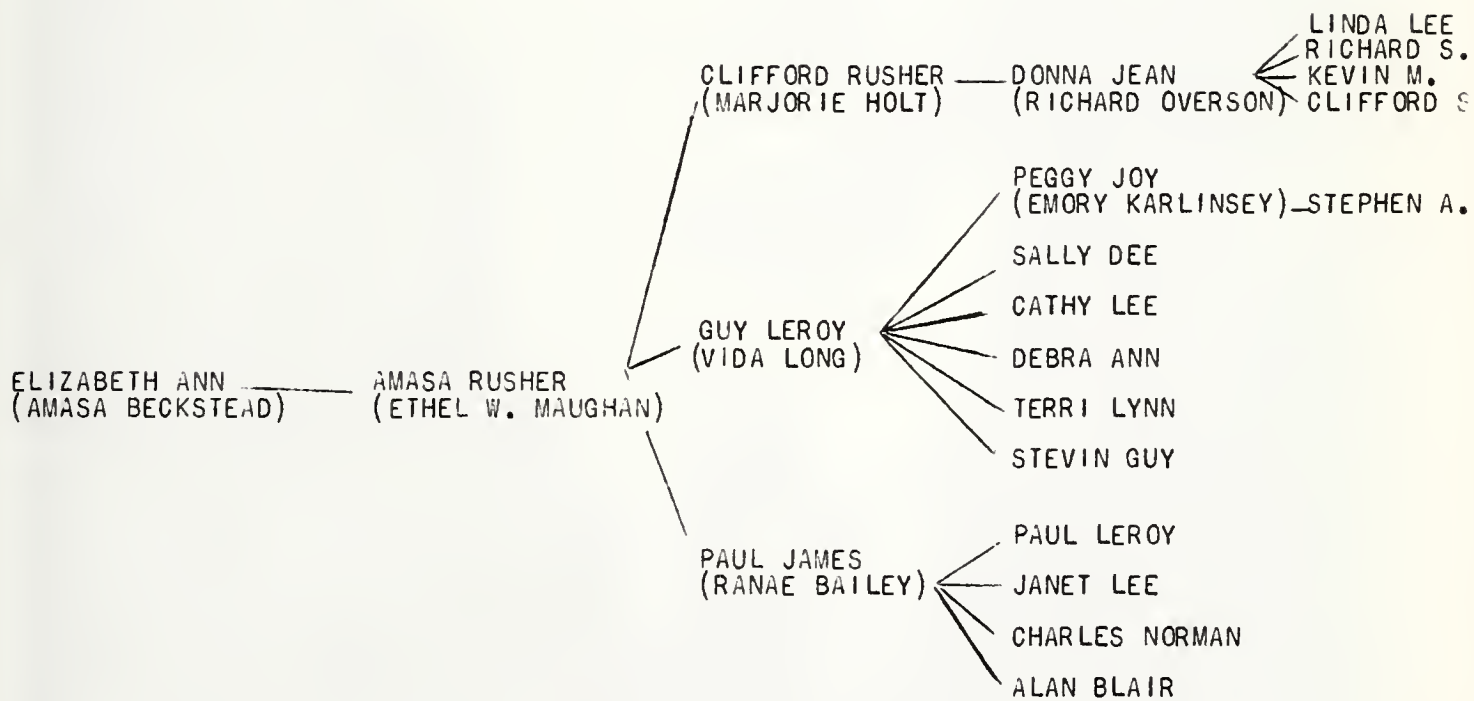 LINDA LEE
RICHARD S.
CLIFFORD RUSHER DONNA JEAN KEVIN M.
(MARJORIE HOLT) (RICHARD OVERSON) CLIFFORD S
PEGGY JOY
(EMORY KARLINSEY) STEPHEN A.
SALLY DEE
CATHY LEE
GUY LEROY
(VIDA LONG)
DEBRA ANN
ELIZABETH ANN AMASA RUSHER
(AMASA BECKSTEAD) (ETHEL W. MAUGHAN)
TERRI LYNN
STEVIN GUY
PAUL LEROY
PAUL JAMES
(RANAE BAILEY)
JANET LEE
CHARLES NORMAN
ALAN BLAIR